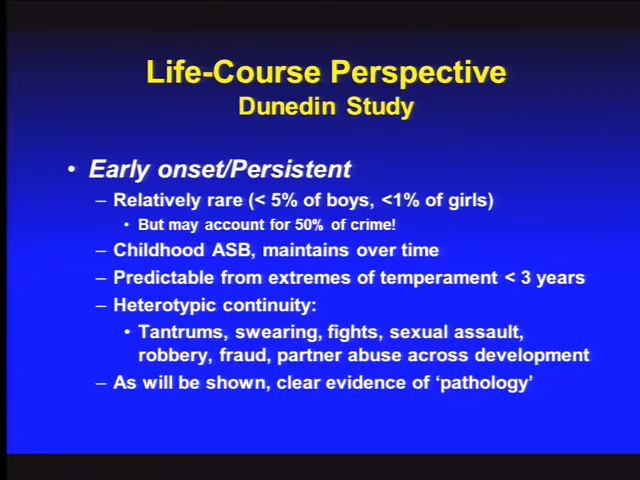 Life-Course Perspective
Dunedin Study
• Early onset/Persistent
– Relatively rare (< 5% of boys, <1% of girls)
• But may account for 50% of crime!
– Childhood ASB, maintains over time
– Predictable from extremes of temperament < 3 years
– Heterotypic continuity:
• Tantrums, swearing, fights, sexual assault,
robbery, fraud, partner abuse across development
– As will be shown, clear evidence of ‘pathology’